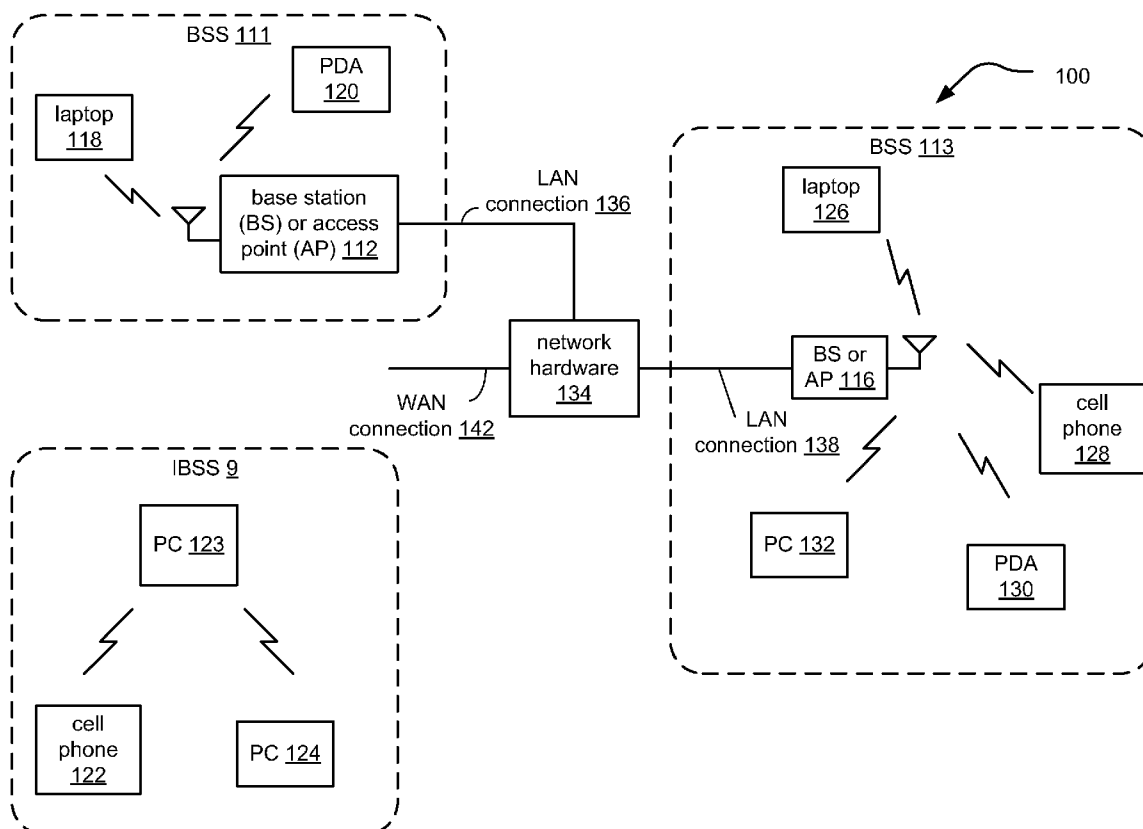 BSS 111
PDA
120
laptop
118
base station
(BS) or access
point (AP) 112
LAN
connection 136
100
BSS 113
laptop
126
network
hardware
134
BS or
AP 116
WAN
connection 142
LAN
connection 138
cell
phone
128
PC 132
PDA
130
IBSS 9
PC 123
cell
phone
122
PC 124